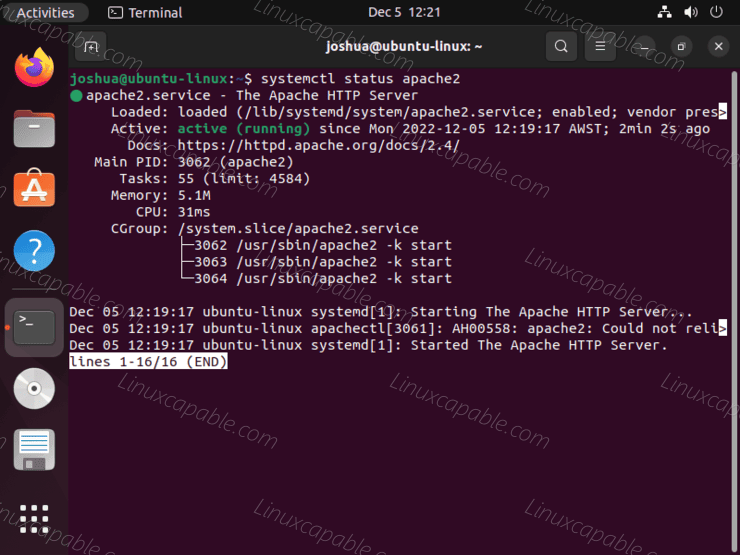 Activities
Terminal
Dec 5 12:21
joshua@ubuntu-linux: ~
joshua@ubuntu-linux:~$ systemctl status apache2
apache2.service - The Apache HTTP Server
Loaded: loaded (/lib/systemd/system/apache2.service; enabled; vendor pres>
Active: active (running) since Mon 2022-12-05 12:19:17 AWST; 2min 2s ago
Docs: https://httpd.apache.org/docs/2.4/
Main PID: 3062 (apache2)
Tasks: 55 (limit: 4584)
Memory: 5.1M
CPU: 31ms
CGroup: /system.slice/apache2.service
├─3062 /usr/sbin/apache2 -k start
├─3063 /usr/sbin/apache2 -k start
└─3064 /usr/sbin/apache2 -k start
Dec 05 12:19:17 ubuntu-linux systemd[1]: Starting The Apache HTTP Server...
Dec 05 12:19:17 ubuntu-linux apachectl[3061]: AH00558: apache2: Could not reli>
Dec 05 12:19:17 ubuntu-linux systemd[1]: Started The Apache HTTP Server.
lines 1-16/16 (END)
Linuxcapable.com